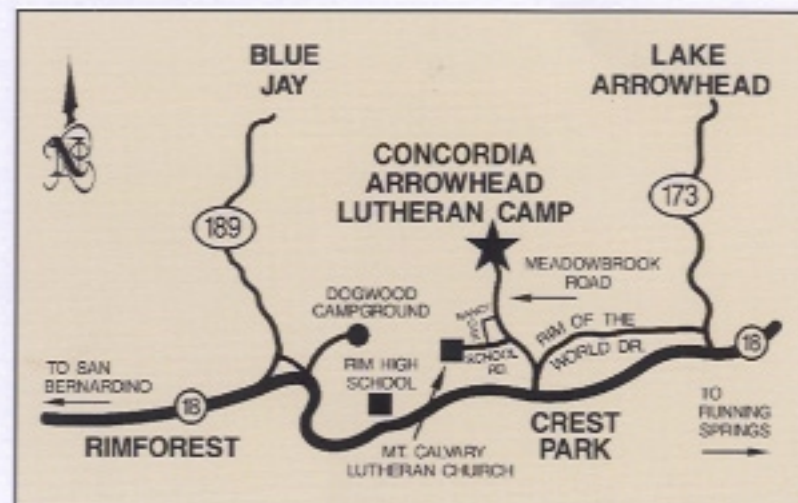 BLUE
JAY
LAKE
ARROWHEAD
N
CONCORDIA
ARROWHEAD
LUTHERAN CAMP
189
173
MEADOWBROOK
ROAD
DOGWOOD
CAMPGROUND
RIM OF THE
WORLD DR.
SCHOOL
RD.
RIM HIGH
SCHOOL
18
TO SAN
BERNARDINO
18
RIMFOREST
MT. CALVARY
LUTHERAN CHURCH
CREST
PARK
TO
RUNNING
SPRINGS